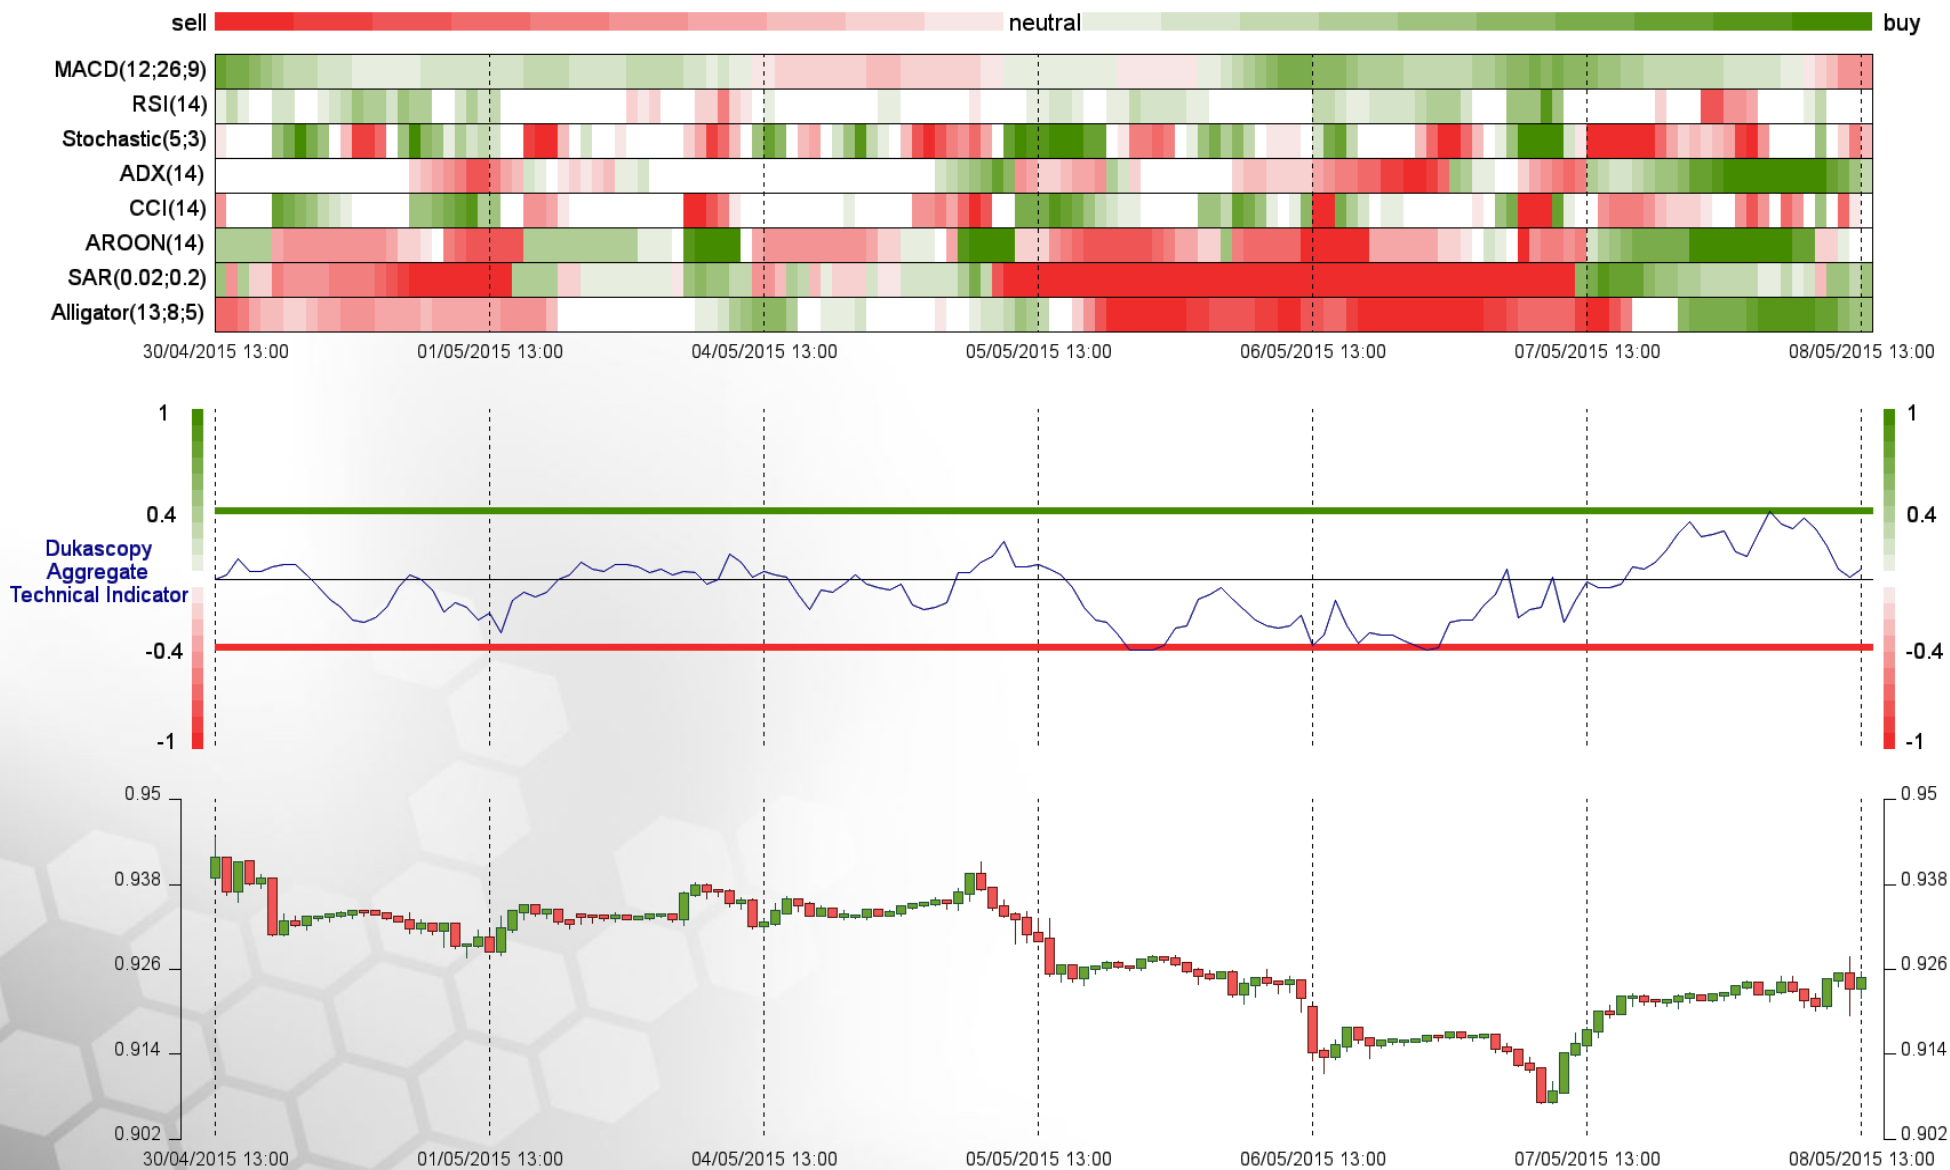 sell neutral buy
MACD(12;26;9)
RSI(14)
Stochastic(5;3)
ADX(14)
CCI(14)
AROON(14)
SAR(0.02;0.2)
Alligator(13;8;5)
30/04/2015 13:00 01/05/2015 13:00 04/05/2015 13:00 05/05/2015 13:00 06/05/2015 13:00 07/05/2015 13:00 08/05/2015 13:00
1 1
0.4 0.4
Dukascopy
Aggregate
Technical Indicator
-0.4 -0.4
-1 -1
0.95 0.95
0.938 0.938
0.926 0.926
0.914 0.914
0.902 0.902
30/04/2015 13:00 01/05/2015 13:00 04/05/2015 13:00 05/05/2015 13:00 06/05/2015 13:00 07/05/2015 13:00 08/05/2015 13:00